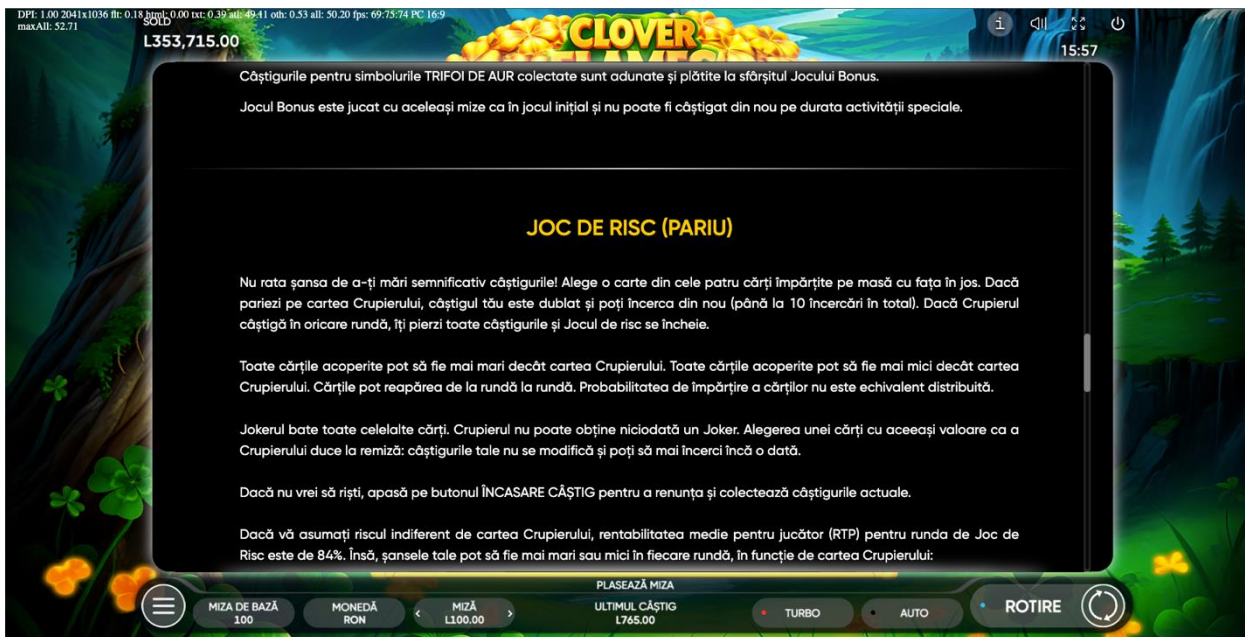 DPI: 1.00 2041x1036 flt: 0.18 html: 0.00 txt: 0.39 atl: 49.41 oth: 0.53 all: 50.20 fps: 69:75:74 PC 16:9
maxAll: 52.71
SOLD
L353,715.00
CLOVER
FLAMES
15:57
Câștigurile pentru simbolurile TRIFOI DE AUR colectate sunt adunate și plătite la sfârșitul Jocului Bonus.
Jocul Bonus este jucat cu aceleași mize ca în jocul inițial și nu poate fi câștigat din nou pe durata activității speciale.
JOC DE RISC (PARIU)
Nu rata șansa de a-ți mări semnificativ câștigurile! Alege o carte din cele patru cărți împărțite pe masă cu fața în jos. Dacă
pariezi pe cartea Crupierului, câștigul tău este dublat și poți încerca din nou (până la 10 încercări în total). Dacă Crupierul
câștigă în oricare rundă, îți pierzi toate câștigurile și Jocul de risc se încheie.
Toate cărțile acoperite pot să fie mai mari decât cartea Crupierului. Toate cărțile acoperite pot să fie mai mici decât cartea
Crupierului. Cărțile pot reapărea de la rundă la rundă. Probabilitatea de împărțire a cărților nu este echivalent distribuită.
Jokerul bate toate celelalte cărți. Crupierul nu poate obține niciodată un Joker. Alegerea unei cărți cu aceeași valoare ca a
Crupierului duce la remiză: câștigurile tale nu se modifică și poți să mai încerci încă o dată.
Dacă nu vrei să riști, apasă pe butonul ÎNCASARE CÂȘTIG pentru a renunța și colectează câștigurile actuale.
Dacă vă asumați riscul indiferent de cartea Crupierului, rentabilitatea medie pentru jucător (RTP) pentru runda de Joc de
Risc este de 84%. Însă, șansele tale pot să fie mai mari sau mici în fiecare rundă, în funcție de cartea Crupierului:
PLASEAZĂ MIZA
MIZA DE BAZĂ
100
MONEDĂ
RON
MIZĂ
L100.00
ULTIMUL CÂȘTIG
L765.00
TURBO
AUTO
ROTIRE